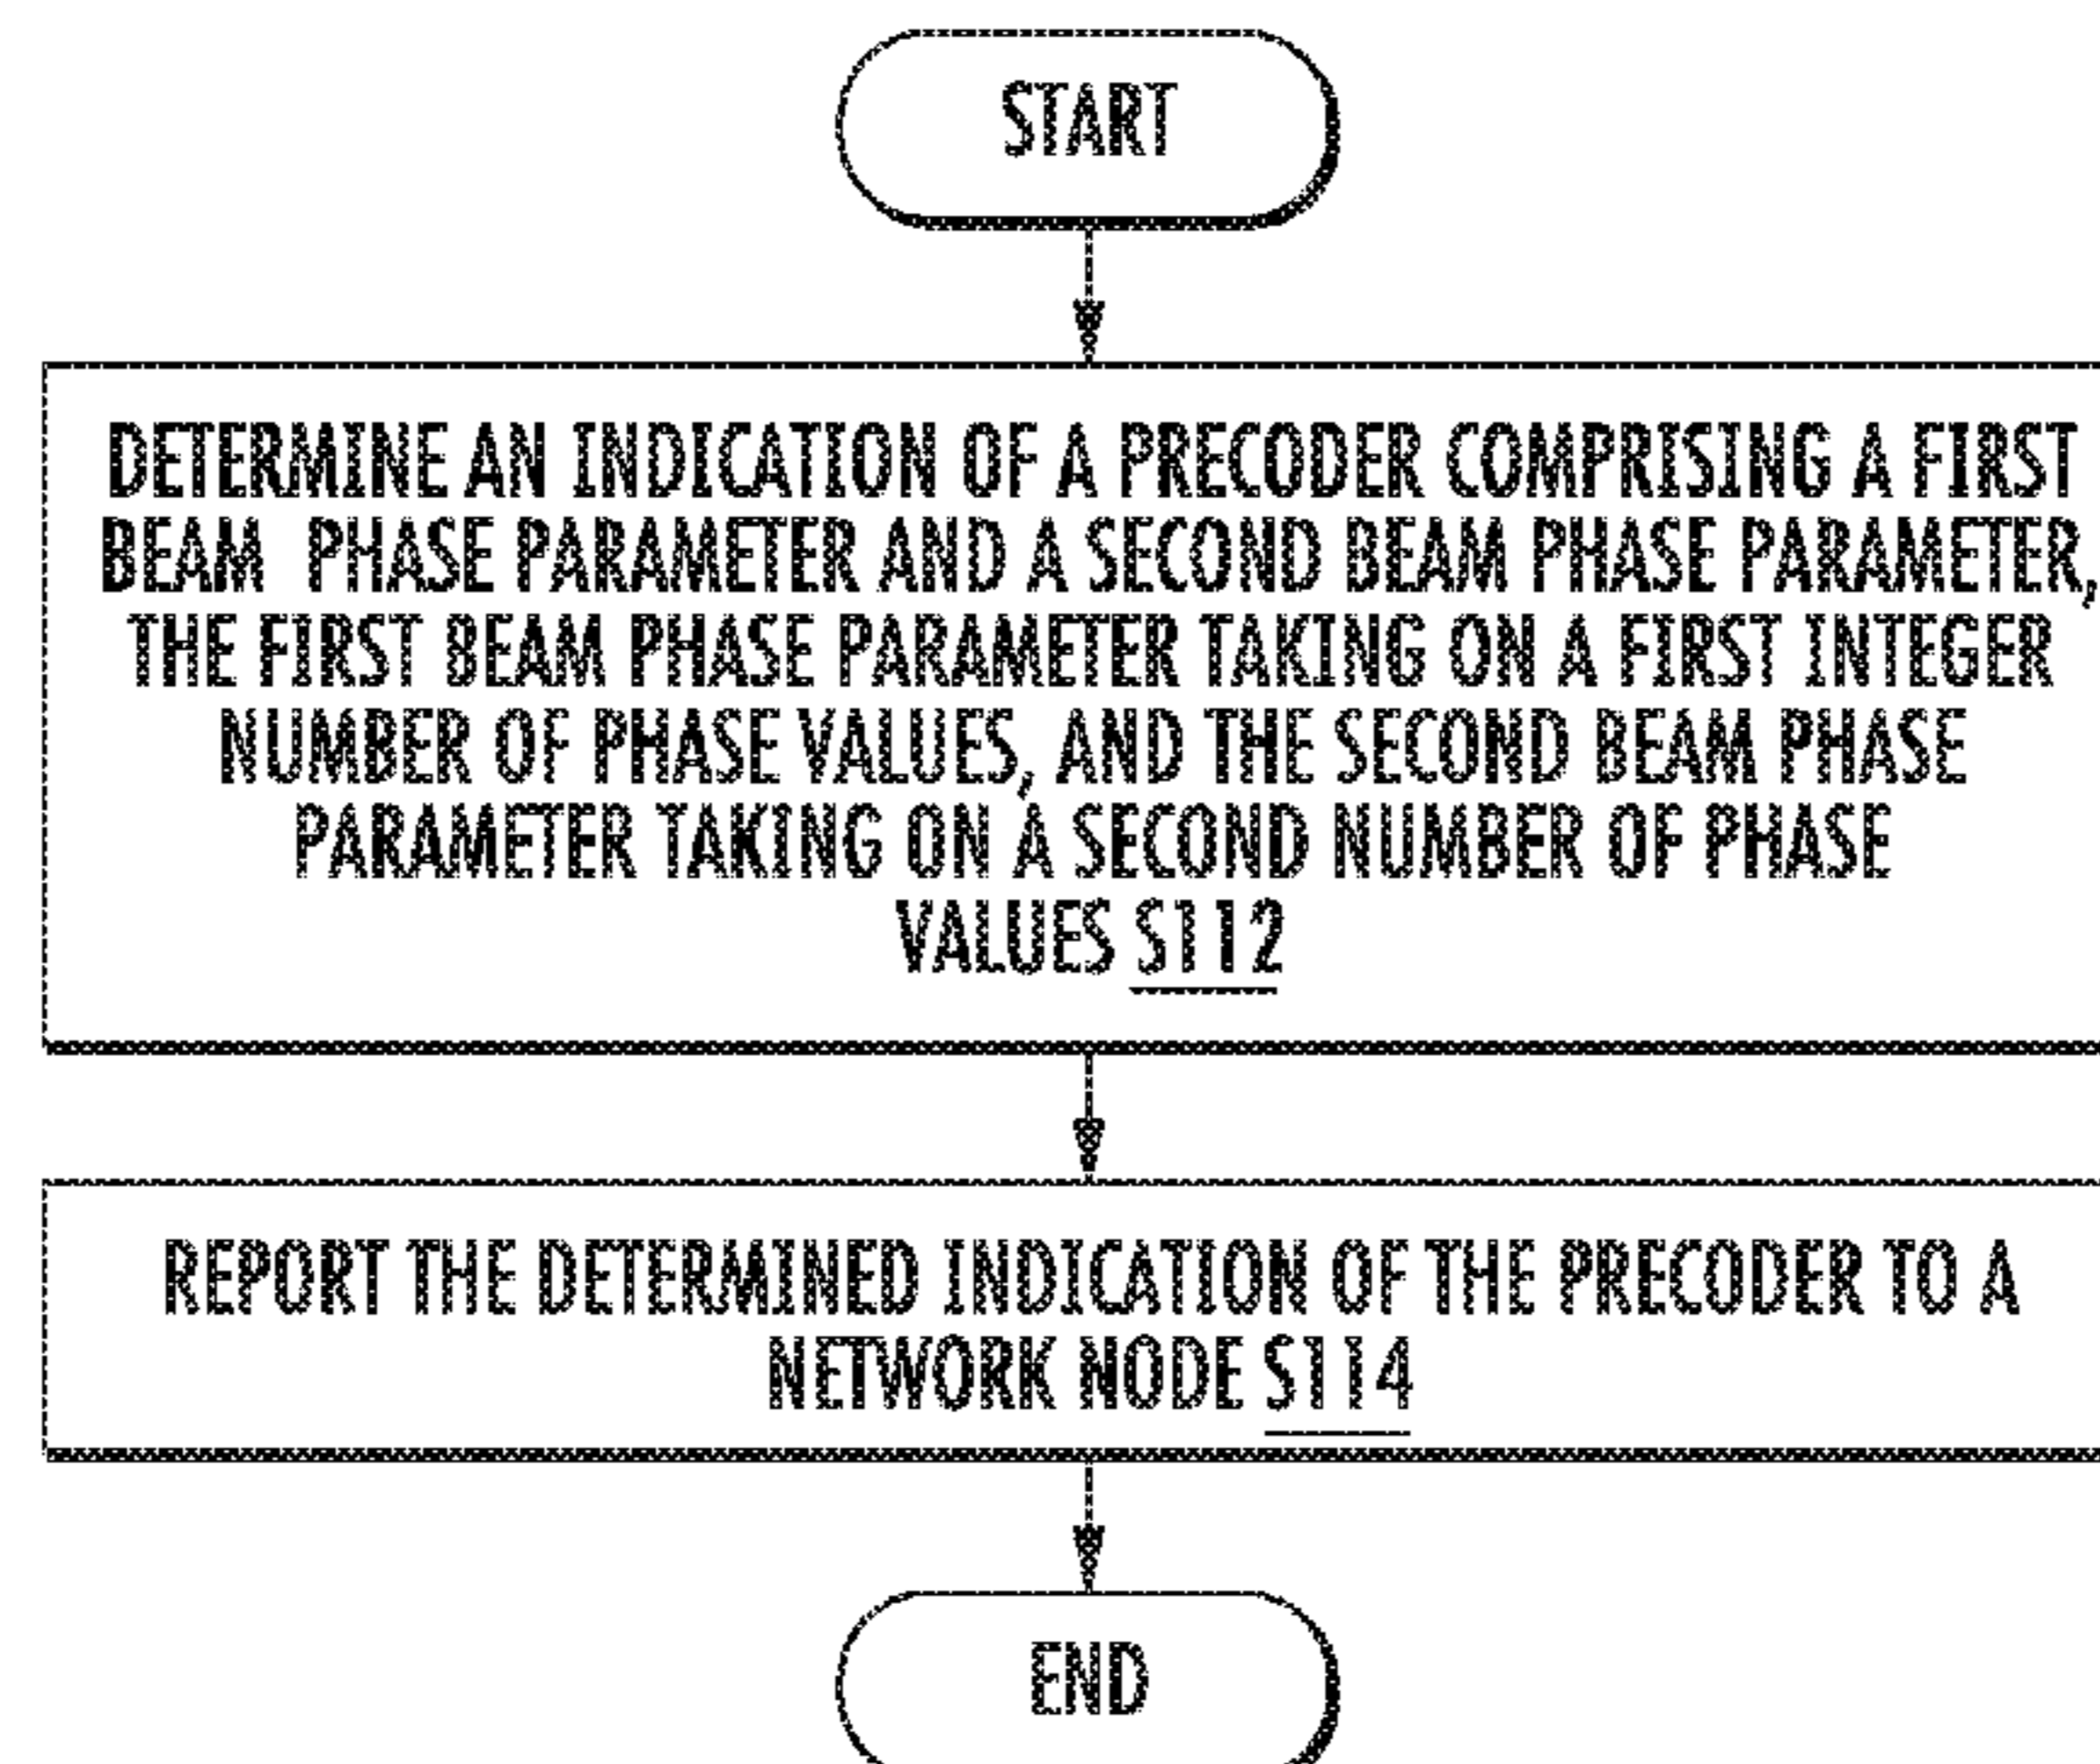 START
DETERMINE AN INDICATION OF A PRECODER COMPRISING A FIRST
BEAM PHASE PARAMETER AND A SECOND BEAM PHASE PARAMETER,
THE FIRST BEAM PHASE PARAMETER TAKING ON A FIRST INTEGER
NUMBER OF PHASE VALUES, AND THE SECOND BEAM PHASE
PARAMETER TAKING ON A SECOND NUMBER OF PHASE
VALUES S112
REPORT THE DETERMINED INDICATION OF THE PRECODER TO A
NETWORK NODE S114
END